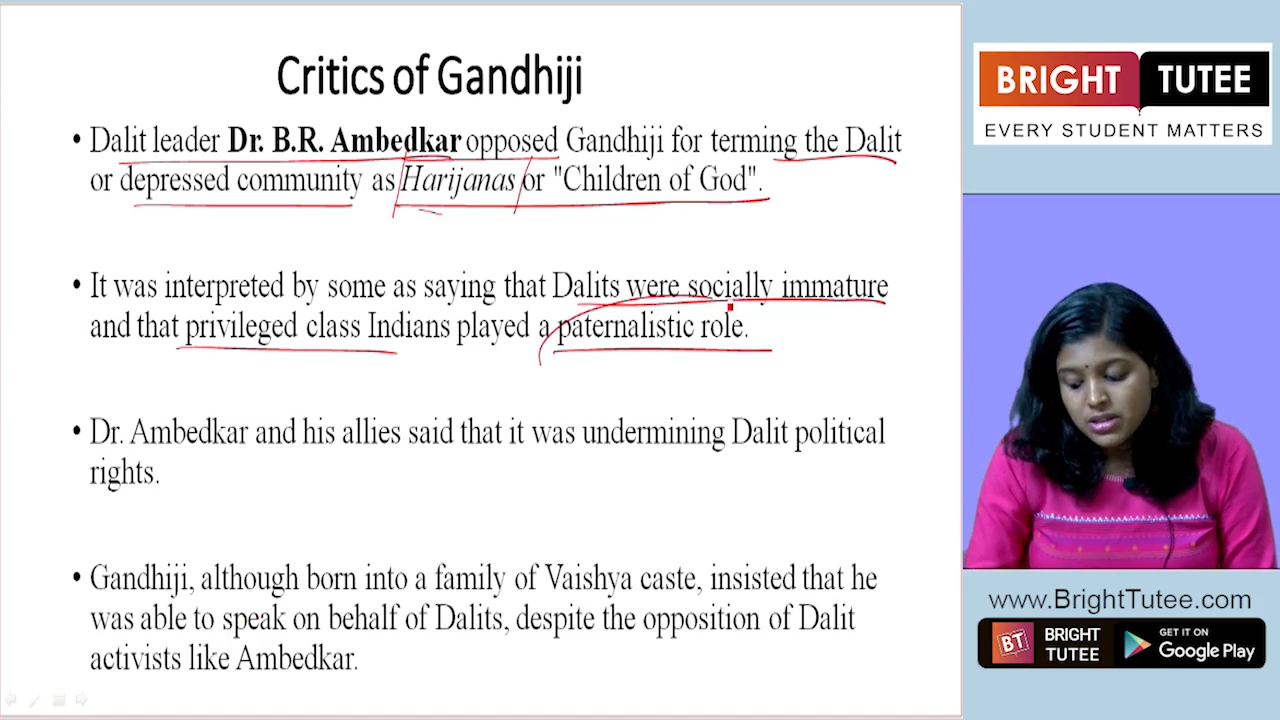 Critics of Gandhiji
• Dalit leader Dr. B.R. Ambedkar opposed Gandhiji for terming the Dalit
or depressed community as Harijanas or "Children of God".
• It was interpreted by some as saying that Dalits were socially immature
and that privileged class Indians played a paternalistic role.
• Dr. Ambedkar and his allies said that it was undermining Dalit political
rights.
• Gandhiji, although born into a family of Vaishya caste, insisted that he
was able to speak on behalf of Dalits, despite the opposition of Dalit
activists like Ambedkar.
BRIGHT TUTEE
EVERY STUDENT MATTERS
www.BrightTutee.com
BT
BRIGHT
TUTEE
GET IT ON
Google Play